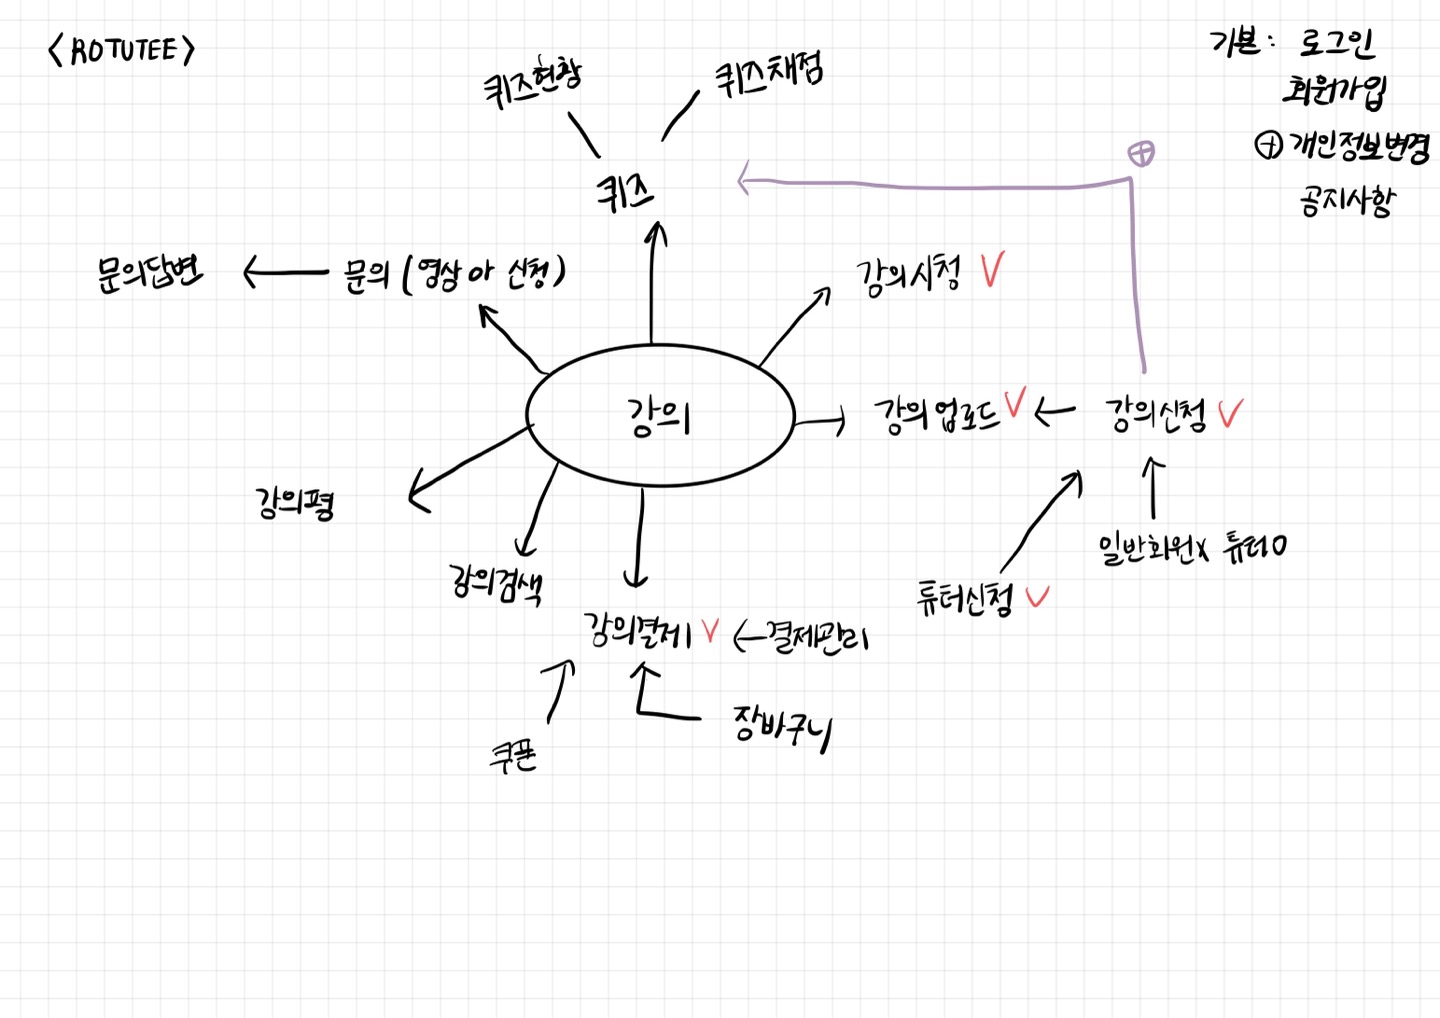 <ROTUTEE>
기본 : 로그인
회원가입
⊕ 개인정보변경
공지사항
퀴즈현황
퀴즈채점
⊕
퀴즈
문의답변
문의 (영상 아 신청)
강의시청 V
강의
강의 업로드 V
강의신청 V
강의평
강의검색
일반회원x 튜터O
튜터신청 V
강의결제 V
결제관리
장바구니
쿠폰